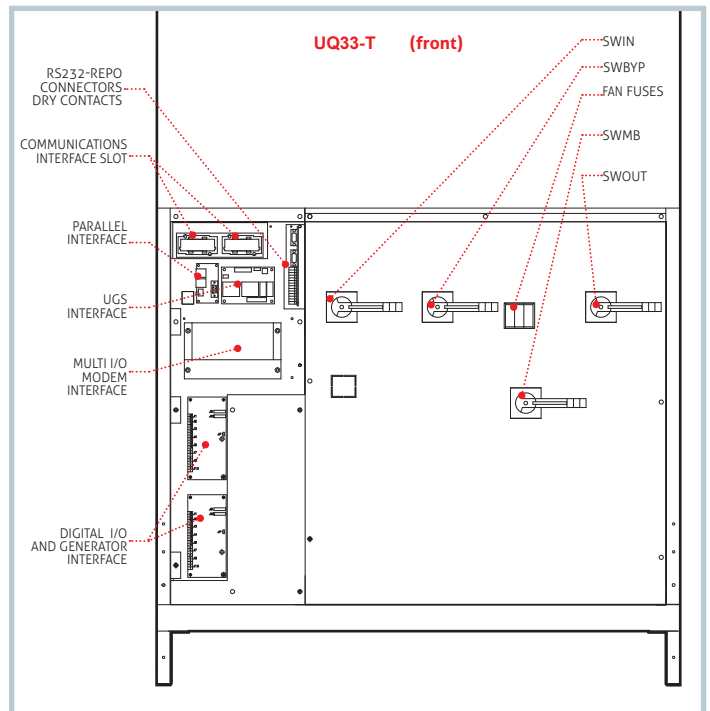 UQ33-T (front)
RS232-REPO
CONNECTORS
DRY CONTACTS
COMMUNICATIONS
INTERFACE SLOT
PARALLEL
INTERFACE
UGS
INTERFACE
MULTI I/O
MODEM
INTERFACE
DIGITAL I/O
AND GENERATOR
INTERFACE
SWIN
SWBYP
FAN FUSES
SWMB
SWOUT